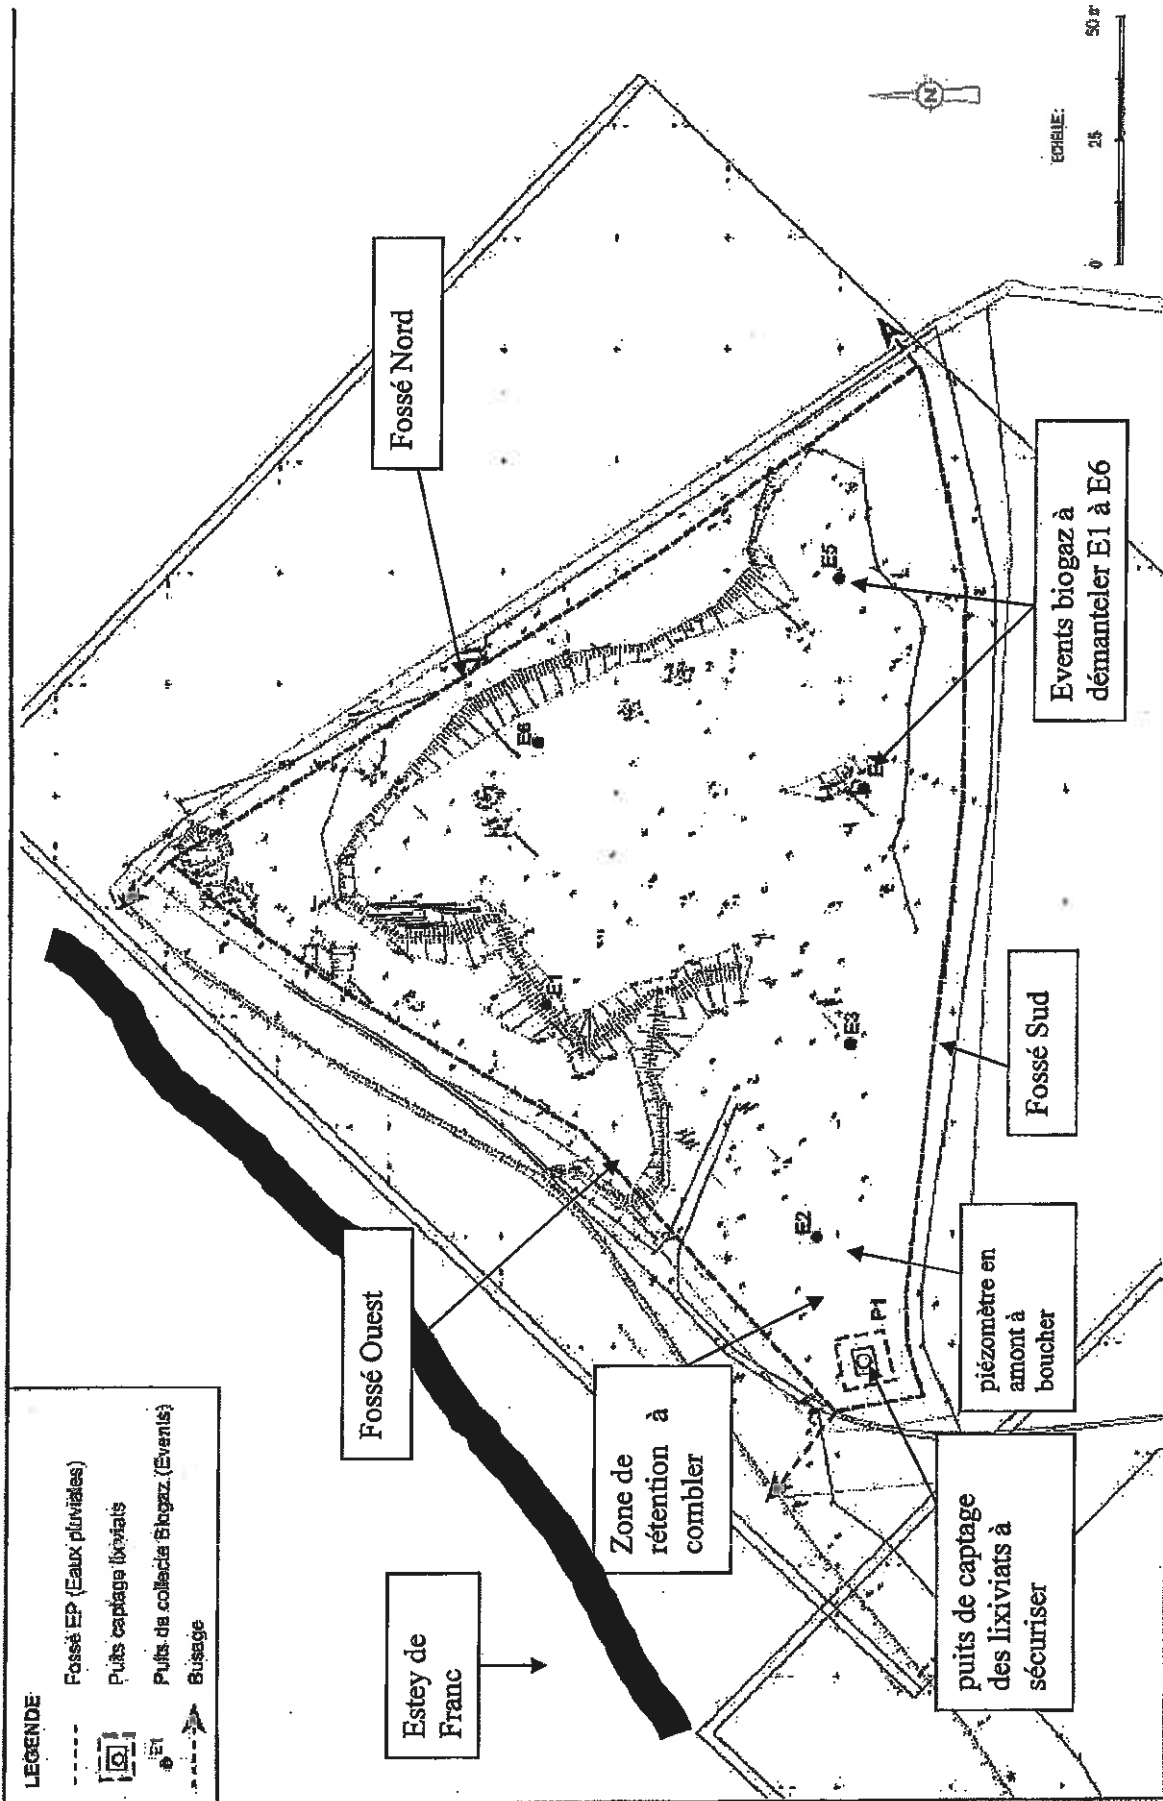 LEGENDE
Fossé EP (Eaux pluviales)
Puits captage lixiviats
E1
Puits de collecte Biogaz (Events)
Busage
Estey de
Franc
Fossé Ouest
Zone de
rétention à
combler
puits de captage
des lixiviats à
sécuriser
piézomètre en
amont à
boucher
Fossé Sud
Events biogaz à
démanteler E1 à E6
Fossé Nord
E1
E2
E3
E4
E5
E6
P1
N
ECHELLE:
0
25
50 m